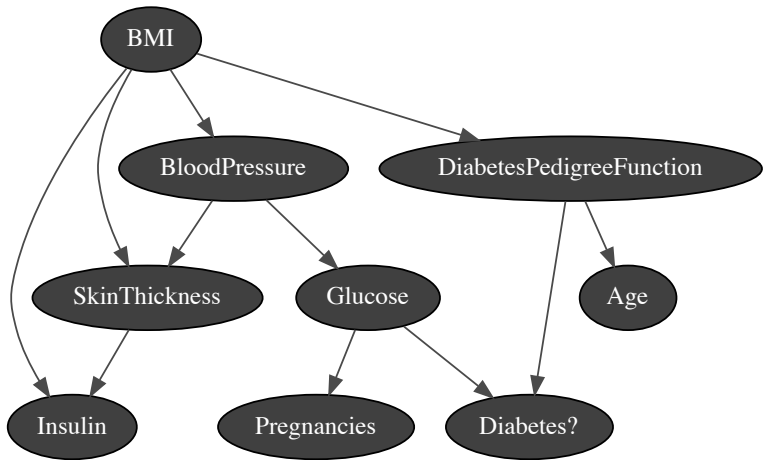 BMI
BloodPressure
DiabetesPedigreeFunction
SkinThickness
Glucose
Age
Insulin
Pregnancies
Diabetes?